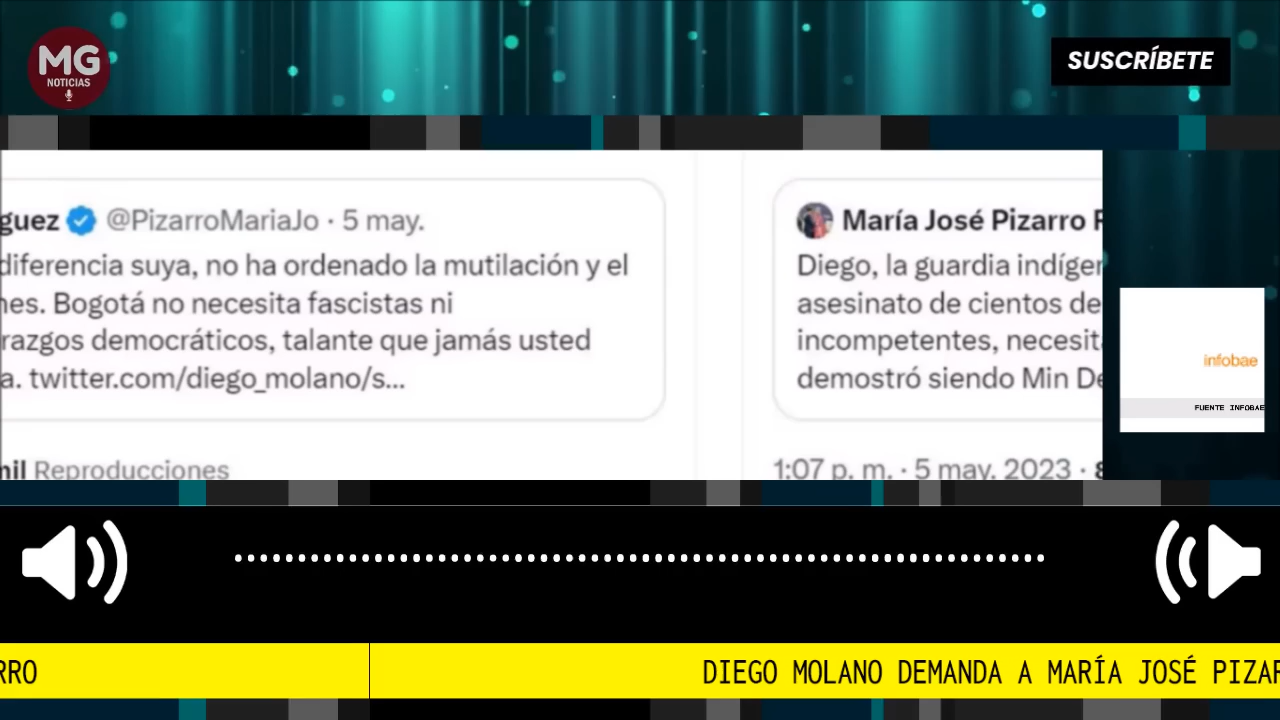 MG
NOTICIAS
SUSCRÍBETE
guez @PizarroMariaJo · 5 may.
diferencia suya, no ha ordenado la mutilación y el
nes. Bogotá no necesita fascistas ni
razgos democráticos, talante que jamás usted
a. twitter.com/diego_molano/s...
mil Reproducciones
María José Pizarro R
Diego, la guardia indíger
asesinato de cientos de
incompetentes, necesit
demostró siendo Min De
1:07 p. m. · 5 may. 2023 ·
infobae
FUENTE INFOBAE
RRO
DIEGO MOLANO DEMANDA A MARÍA JOSÉ PIZAR